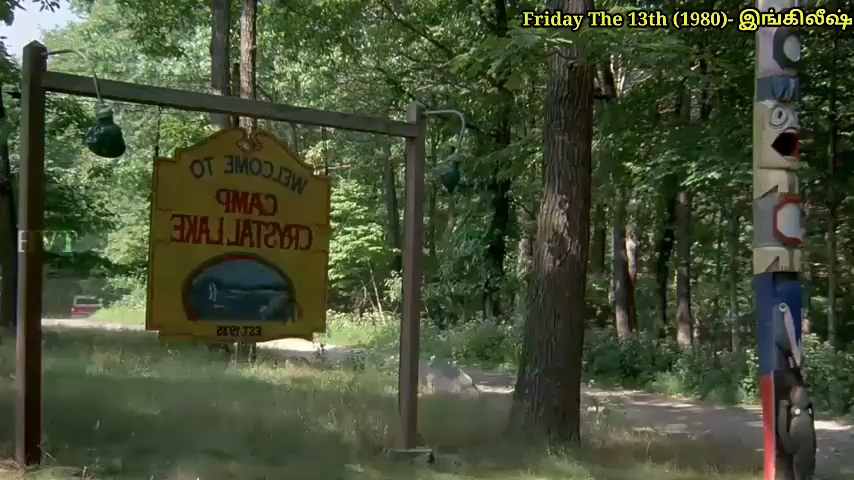 Friday The 13th (1980)- இங்கிலீஷ்
WELCOME TO
CAMP
CRYSTAL LAKE
EST. 1935